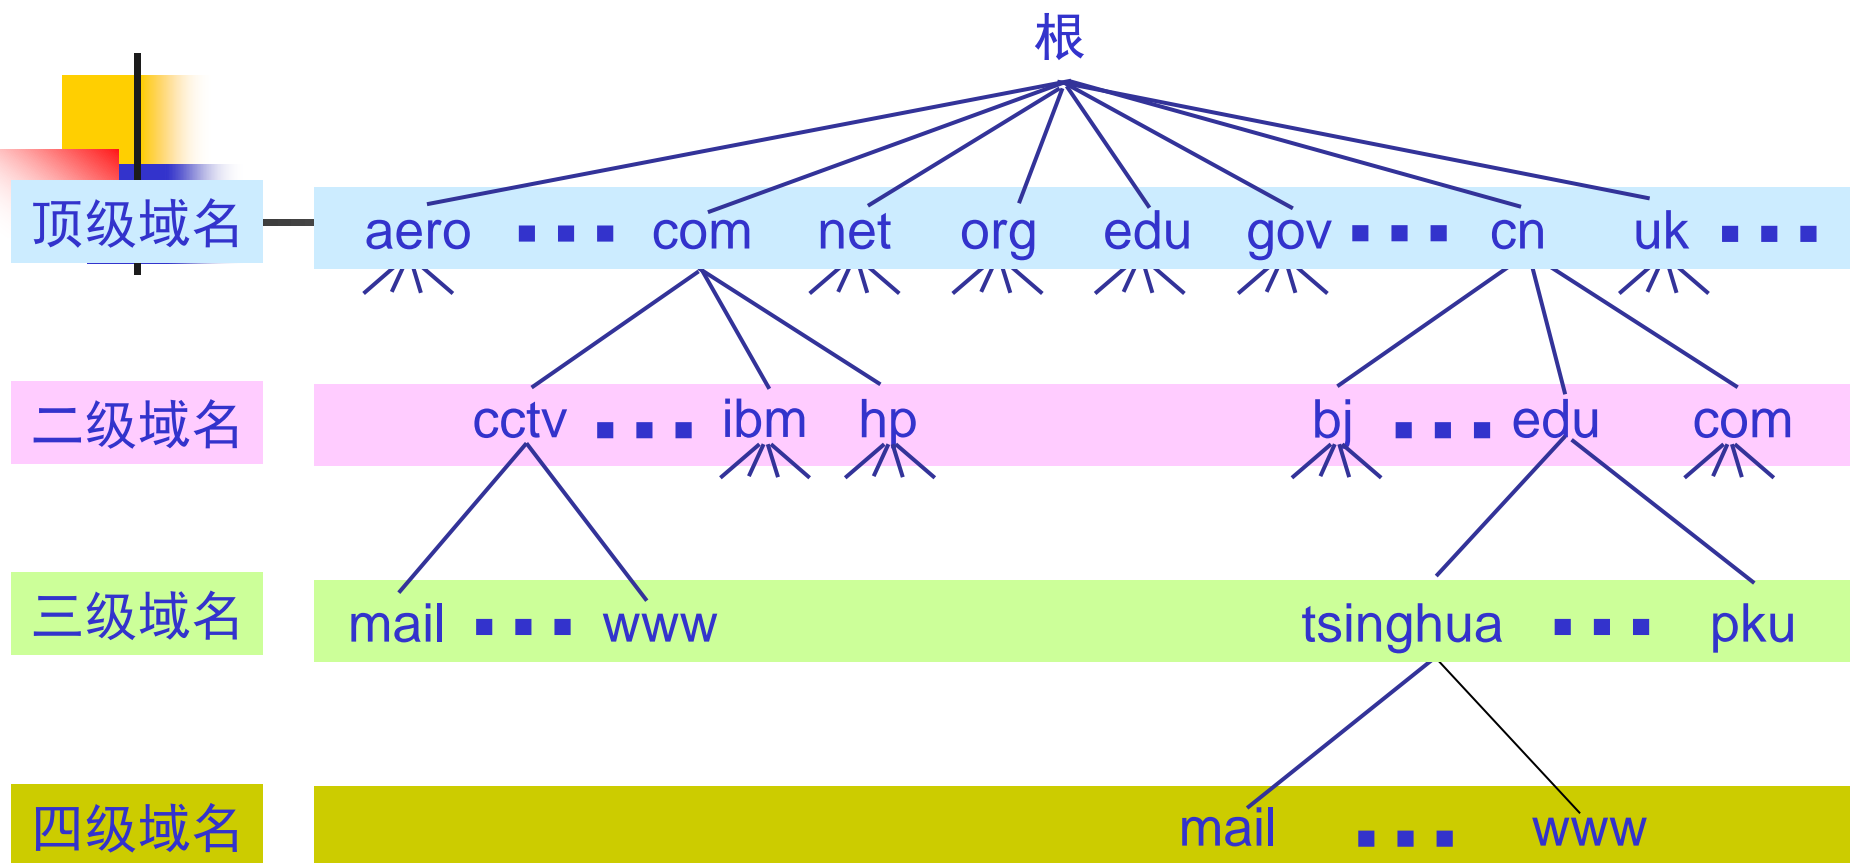 根
顶级域名 aero ... com net org edu gov ... cn uk ...
二级域名 cctv ... ibm hp bj ... edu com
三级域名 mail ... www tsinghua ... pku
四级域名 mail ... www